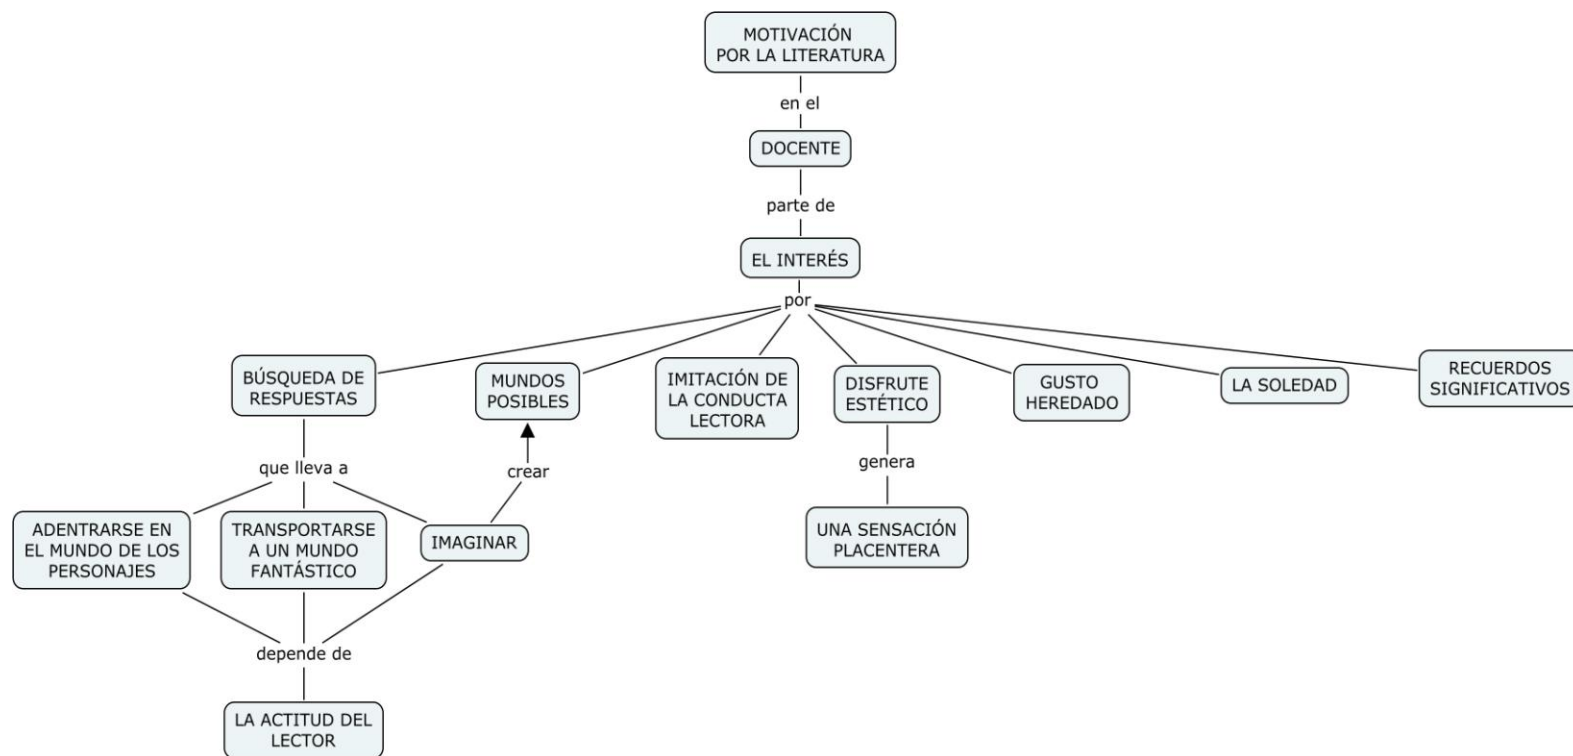 MOTIVACIÓN
POR LA LITERATURA
en el
DOCENTE
parte de
EL INTERÉS
por
BÚSQUEDA DE
RESPUESTAS
MUNDOS
POSIBLES
IMITACIÓN DE
LA CONDUCTA
LECTORA
DISFRUTE
ESTÉTICO
GUSTO
HEREDADO
LA SOLEDAD
RECUERDOS
SIGNIFICATIVOS
que lleva a
crear
genera
ADENTRARSE EN
EL MUNDO DE LOS
PERSONAJES
TRANSPORTARSE
A UN MUNDO
FANTÁSTICO
IMAGINAR
UNA SENSACIÓN
PLACENTERA
depende de
LA ACTITUD DEL
LECTOR